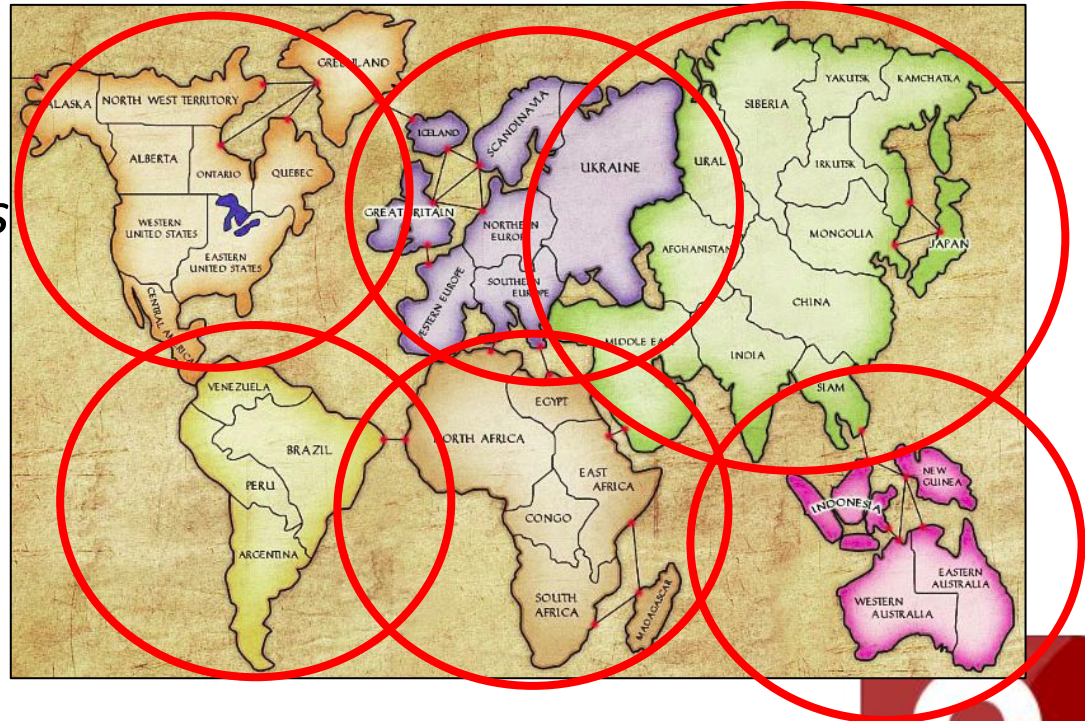 GREENLAND
ALASKA
NORTH WEST TERRITORY
ALBERTA
ONTARIO
QUEBEC
WESTERN
UNITED STATES
EASTERN
UNITED STATES
CENTRAL AMERICA
VENEZUELA
BRAZIL
PERU
ARGENTINA
ICELAND
SCANDINAVIA
UKRAINE
GREAT BRITAIN
NORTHERN
EUROPE
SOUTHERN
EUROPE
WESTERN EUROPE
NORTH AFRICA
EGYPT
EAST
AFRICA
CONGO
SOUTH
AFRICA
MADAGASCAR
SIBERIA
YAKUTSK
KAMCHATKA
URAL
IRKUTSK
MONGOLIA
JAPAN
AFGHANISTAN
CHINA
MIDDLE EAST
INDIA
SIAM
INDONESIA
NEW
GUINEA
WESTERN
AUSTRALIA
EASTERN
AUSTRALIA
s